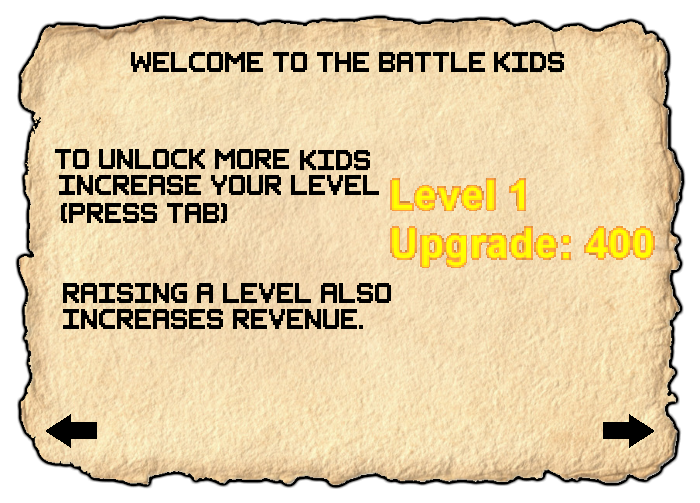 WELCOME TO THE BATTLE KIDS
TO UNLOCK MORE KIDS
INCREASE YOUR LEVEL
(PRESS TAB)
Level 1
Upgrade: 400
RAISING A LEVEL ALSO
INCREASES REVENUE.